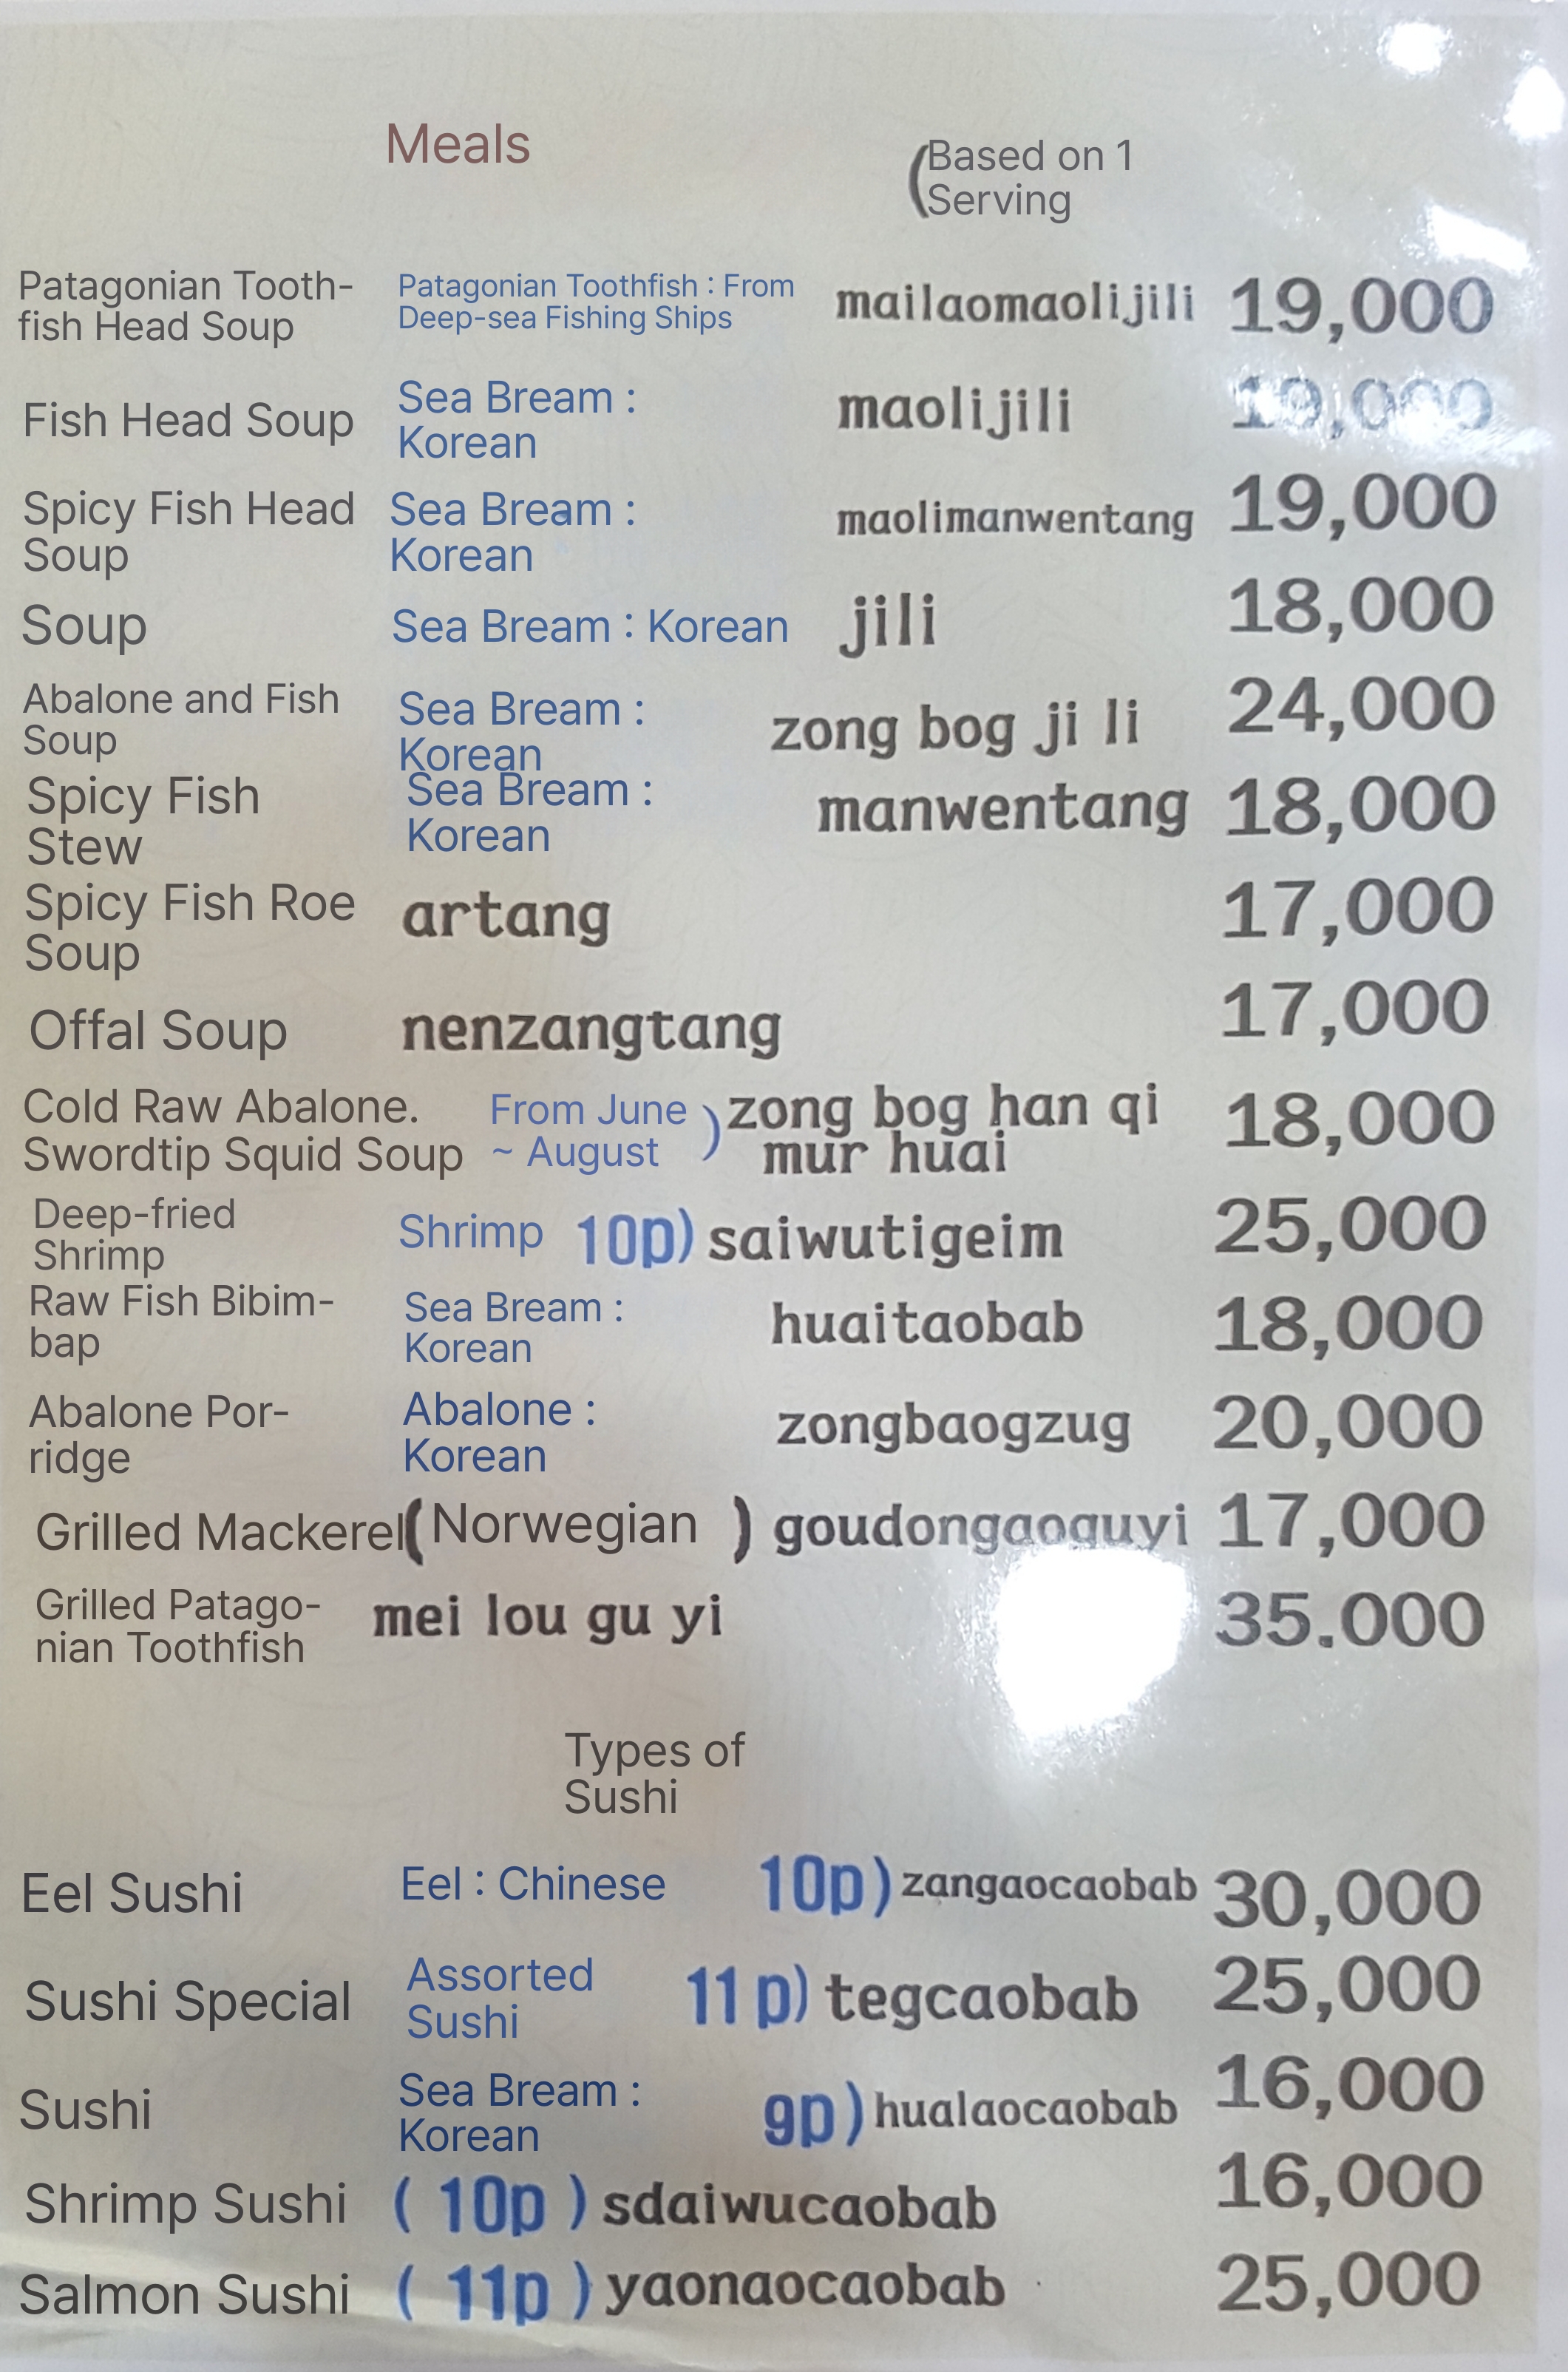 Meals
(Based on 1
Serving
Patagonian Tooth-
fish Head Soup
Patagonian Toothfish : From
Deep-sea Fishing Ships
mailaomaolijili 19,000
Fish Head Soup
Sea Bream :
Korean
maolijili 19,000
Spicy Fish Head
Soup
Sea Bream :
Korean
maolimanwentang 19,000
Soup Sea Bream : Korean jili 18,000
Abalone and Fish
Soup
Sea Bream :
Korean
zong bog ji li 24,000
Spicy Fish
Stew
Sea Bream :
Korean
manwentang 18,000
Spicy Fish Roe
Soup
artang 17,000
Offal Soup nenzangtang 17,000
Cold Raw Abalone.
Swordtip Squid Soup
From June
~ August )
zong bog han qi
mur huai
18,000
Deep-fried
Shrimp
Shrimp 10p) saiwutigeim 25,000
Raw Fish Bibim-
bap
Sea Bream :
Korean
huaitaobab 18,000
Abalone Por-
ridge
Abalone :
Korean
zongbaogzug 20,000
Grilled Mackerel (Norwegian ) goudongaoguyi 17,000
Grilled Patago-
nian Toothfish
mei lou gu yi 35.000
Types of
Sushi
Eel Sushi Eel : Chinese 10p) zangaocaobab 30,000
Sushi Special
Assorted
Sushi
11p) tegcaobab 25,000
Sushi
Sea Bream :
Korean
9p) hualaocaobab 16,000
Shrimp Sushi ( 10p ) sdaiwucaobab 16,000
Salmon Sushi ( 11p ) yaonaocaobab 25,000